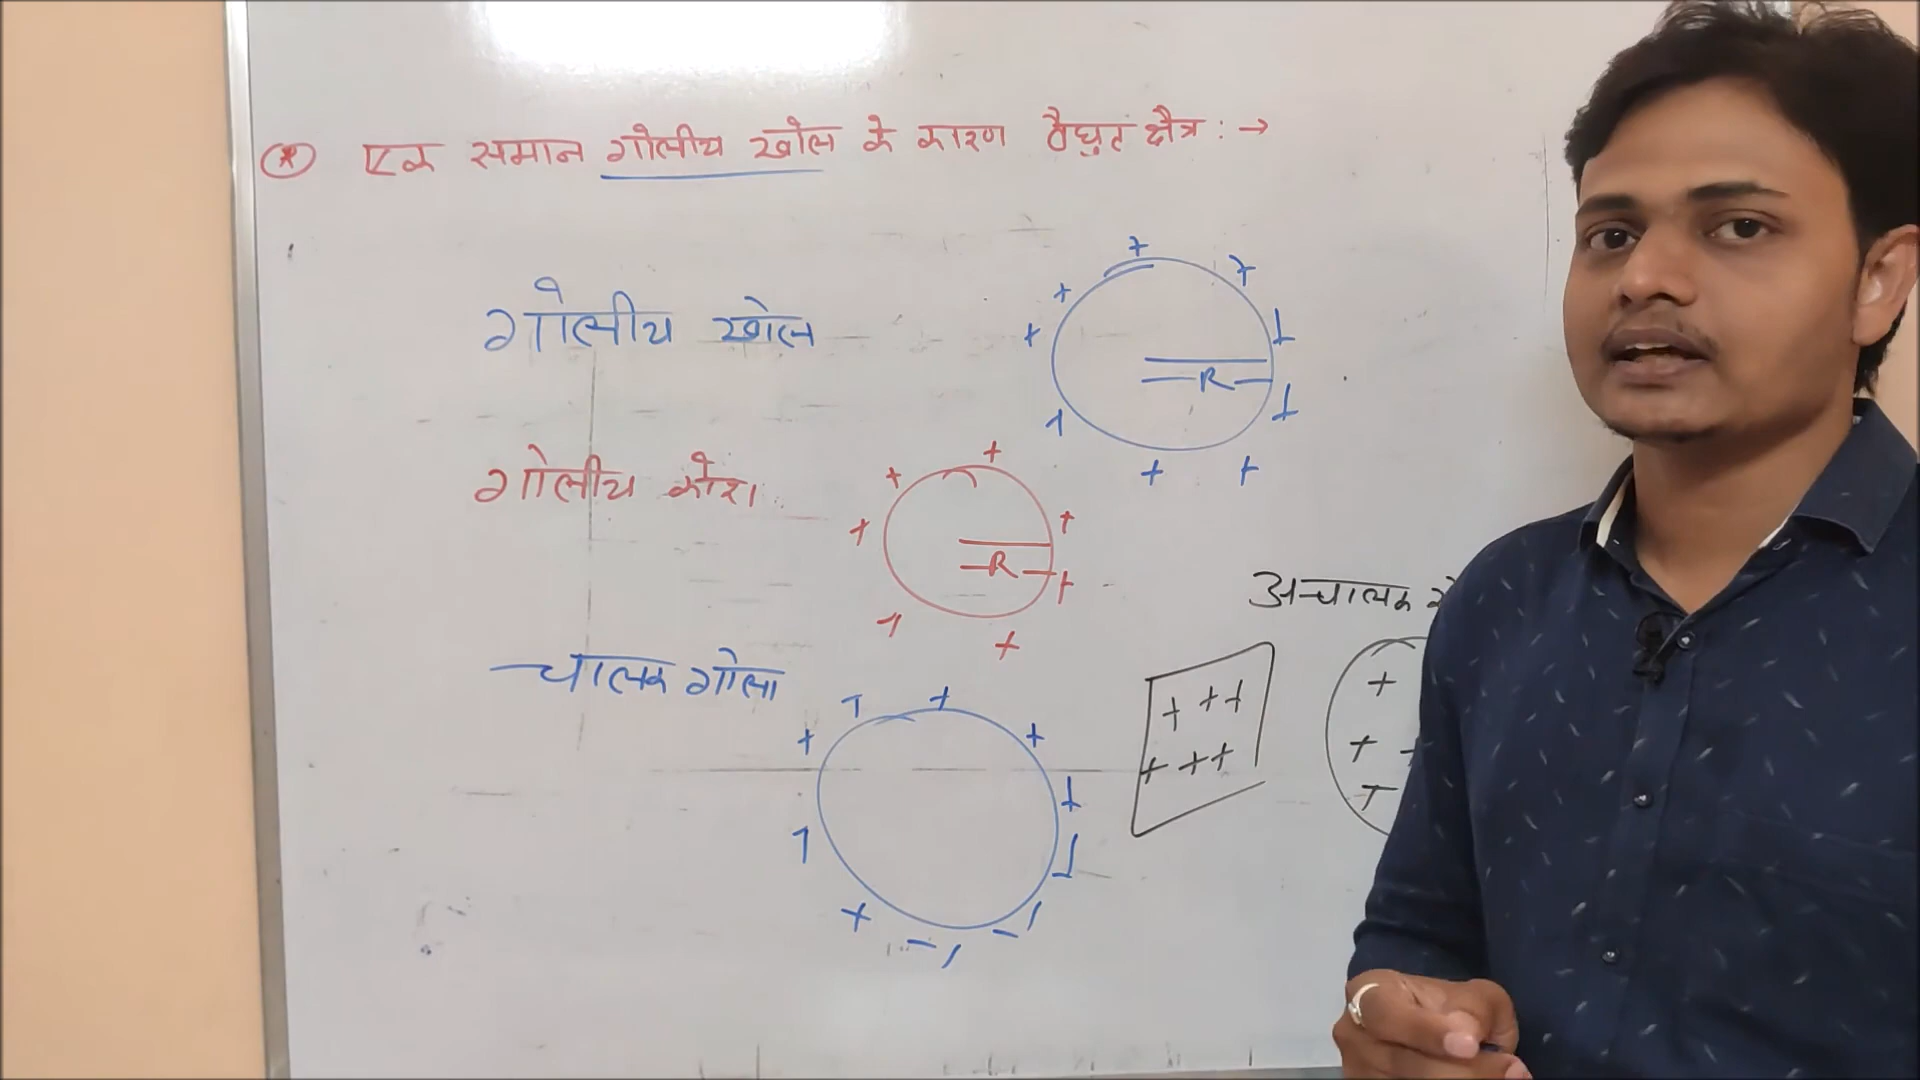 एक समान गोलीय खोल के कारण वैद्युत क्षेत्र : →
गोलीय खोल
R
गोलीय कोश
R
चालक गोला
अचालक